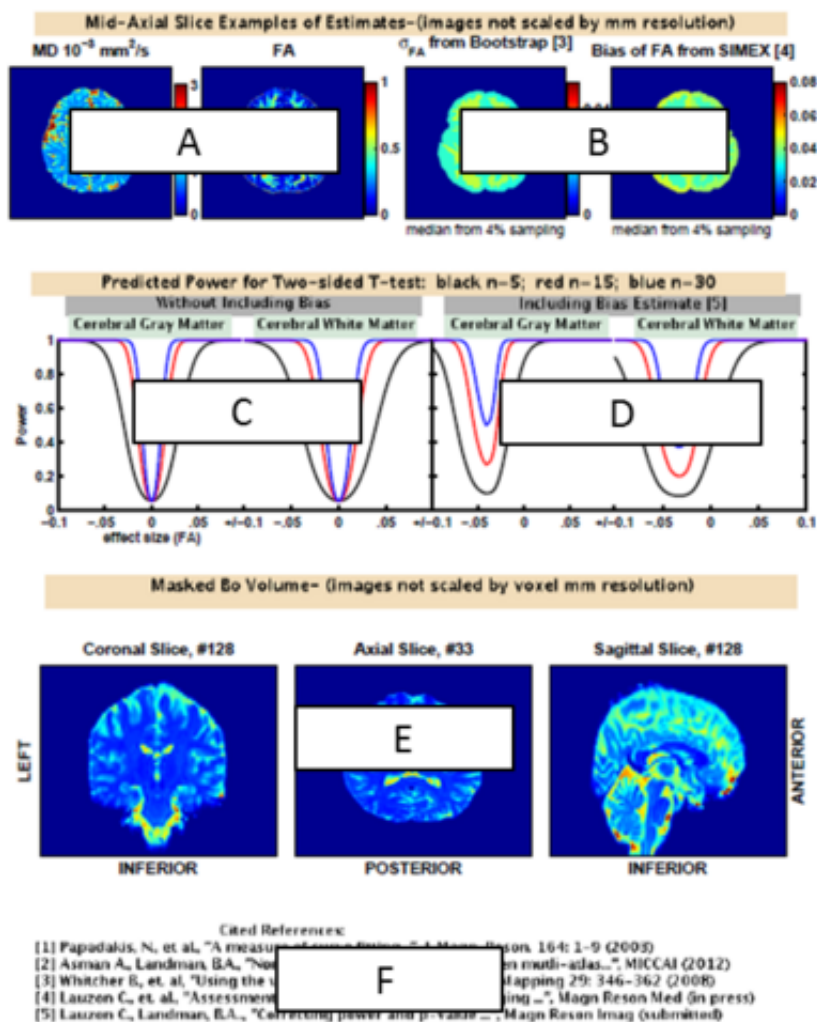 Mid-Axial Slice Examples of Estimates-(images not scaled by mm resolution)
MD 10⁻⁸ mm²/s
FA
σFA from Bootstrap [3]
Bias of FA from SIMEX [4]
3
1
0.5
0
0
0.08
0.06
0.04
0.02
0
A
B
median from 4% sampling
median from 4% sampling
Predicted Power for Two-sided T-test: black n-5; red n-15; blue n-30
Without Including Bias
Including Bias Estimate [5]
Cerebral Gray Matter
Cerebral White Matter
Cerebral Gray Matter
Cerebral White Matter
Power
1
0.8
0.6
0.4
0.2
0
C
D
-0.1 -.05 0 .05 +/-0.1 -.05 0 .05 +/-0.1 -.05 0 .05 +/-0.1 -.05 0 .05 0.1
effect size (FA)
Masked Bo Volume- (images not scaled by voxel mm resolution)
Coronal Slice, #128
Axial Slice, #33
Sagittal Slice, #128
LEFT
E
ANTERIOR
INFERIOR
POSTERIOR
INFERIOR
Cited References:
[1] Papadakis, N., et al., "A measure 164: 1-9 (2003)
[2] Asman A., Landman, B.A., mutli-atlas...", MICCAI (2012)
[3] Whitcher B., et. al, "Using the Mapping 29: 346-362 (2008)
F
[4] Lauzon C., et. al, "Assessment ...", Magn Reson Med (in press)
[5] Lauzon C., Landman, B.A., "Correcting power and p-value ...", Magn Reson Imag (submitted)